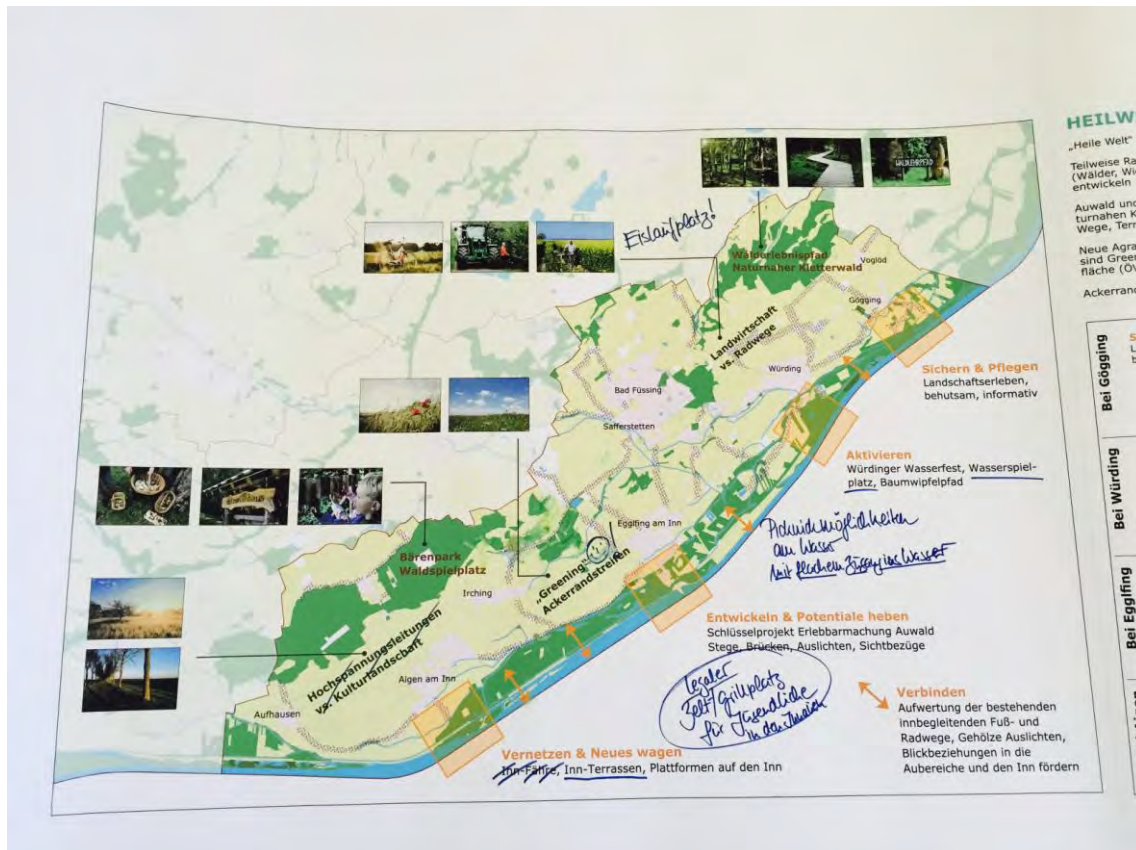 HEILW
„Heile Welt"
Teilweise Ra
(Wälder, Wie
entwickeln
Auwald und
turnahen K
Wege, Terr
Neue Agra
sind Green
fläche (ÖV
Ackerrand
Bei Gögging
Bei Würding
Bei Egglfing
WALDLEHRPFAD
Eislaufplatz!
Walderlebnispfad
Naturnaher Kletterwald
Voglöd
Gögging
Landwirtschaft
vs. Radwege
Würding
Bad Füssing
Safferstetten
Sichern & Pflegen
Landschaftserleben,
behutsam, informativ
Aktivieren
Würdinger Wasserfest, Wasserspiel-
platz, Baumwipfelpfad
Egglfing am Inn
Picknickmöglichkeiten
am Wasser
mit flachem Zugang ins Wasser
Bärenpark
Waldspielplatz
„Greening"
Ackerrandstreifen
Irching
Entwickeln & Potentiale heben
Schlüsselprojekt Erlebbarmachung Auwald
Stege, Brücken, Auslichten, Sichtbezüge
Hochspannungsleitungen
vs. Kulturlandschaft
Aigen am Inn
Aufhausen
legaler
Zelt/Grillplatz
für Jugendliche
in den Innauen
Verbinden
Aufwertung der bestehenden
innbegleitenden Fuß- und
Radwege, Gehölze Auslichten,
Blickbeziehungen in die
Aubereiche und den Inn fördern
Vernetzen & Neues wagen
Inn-Fähre, Inn-Terrassen, Plattformen auf den Inn